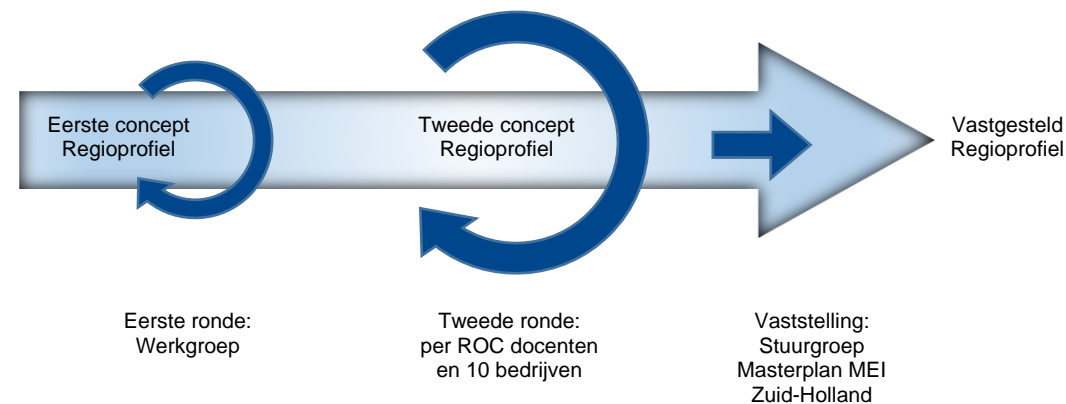 Eerste concept
Regioprofiel
Tweede concept
Regioprofiel
Vastgesteld
Regioprofiel
Eerste ronde:
Werkgroep
Tweede ronde:
per ROC docenten
en 10 bedrijven
Vaststelling:
Stuurgroep
Masterplan MEI
Zuid-Holland